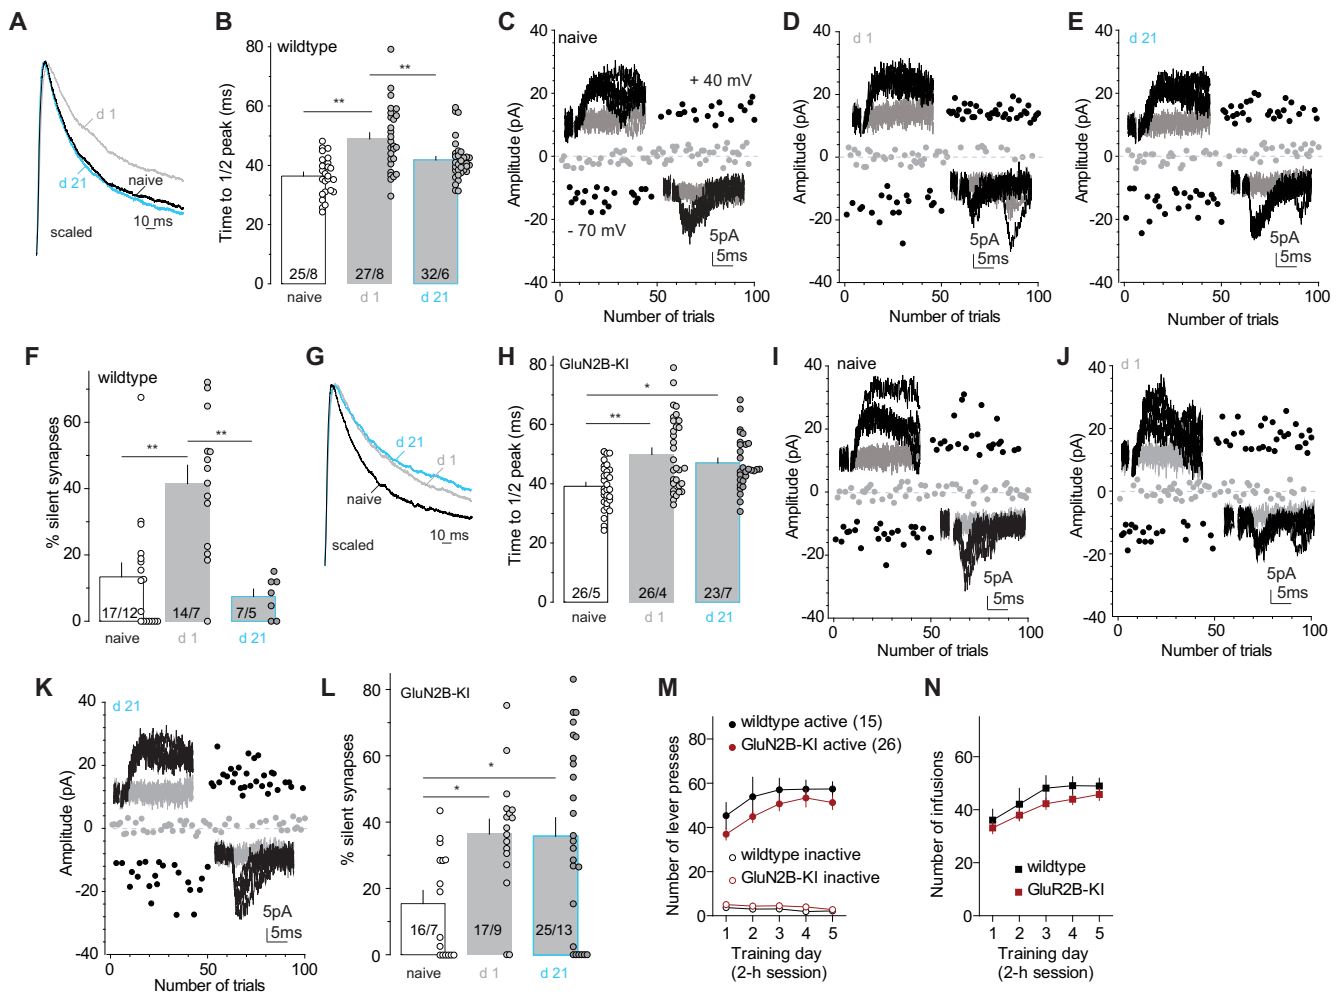 A
d 1
d 21
naive
10 ms
scaled
B
wildtype
Time to 1/2 peak (ms)
80
60
40
20
0
**
**
25/8
27/8
32/6
naive
d 1
d 21
C
naive
Amplitude (pA)
40
20
0
-20
-40
+ 40 mV
- 70 mV
5pA
5ms
0
50
100
Number of trials
D
d 1
Amplitude (pA)
40
20
0
-20
-40
5pA
5ms
0
50
100
Number of trials
E
d 21
Amplitude (pA)
40
20
0
-20
-40
5pA
5ms
0
50
100
Number of trials
F
wildtype
% silent synapses
60
40
20
0
**
**
17/12
14/7
7/5
naive
d 1
d 21
G
d 21
d 1
naive
10 ms
scaled
H
GluN2B-KI
Time to 1/2 peak (ms)
80
60
40
20
0
*
**
26/5
26/4
23/7
naive
d 1
d 21
I
naive
Amplitude (pA)
40
20
0
-20
-40
5pA
5ms
0
50
100
Number of trials
J
d 1
Amplitude (pA)
40
20
0
-20
-40
5pA
5ms
0
50
100
Number of trials
K
d 21
Amplitude (pA)
40
20
0
-20
-40
5pA
5ms
0
50
100
Number of trials
L
GluN2B-KI
% silent synapses
80
60
40
20
0
*
*
16/7
17/9
25/13
naive
d 1
d 21
M
wildtype active (15)
GluN2B-KI active (26)
Number of lever presses
90
60
30
0
wildtype inactive
GluN2B-KI inactive
1 2 3 4 5
Training day
(2-h session)
N
Number of infusions
60
40
20
0
wildtype
GluR2B-KI
1 2 3 4 5
Training day
(2-h session)